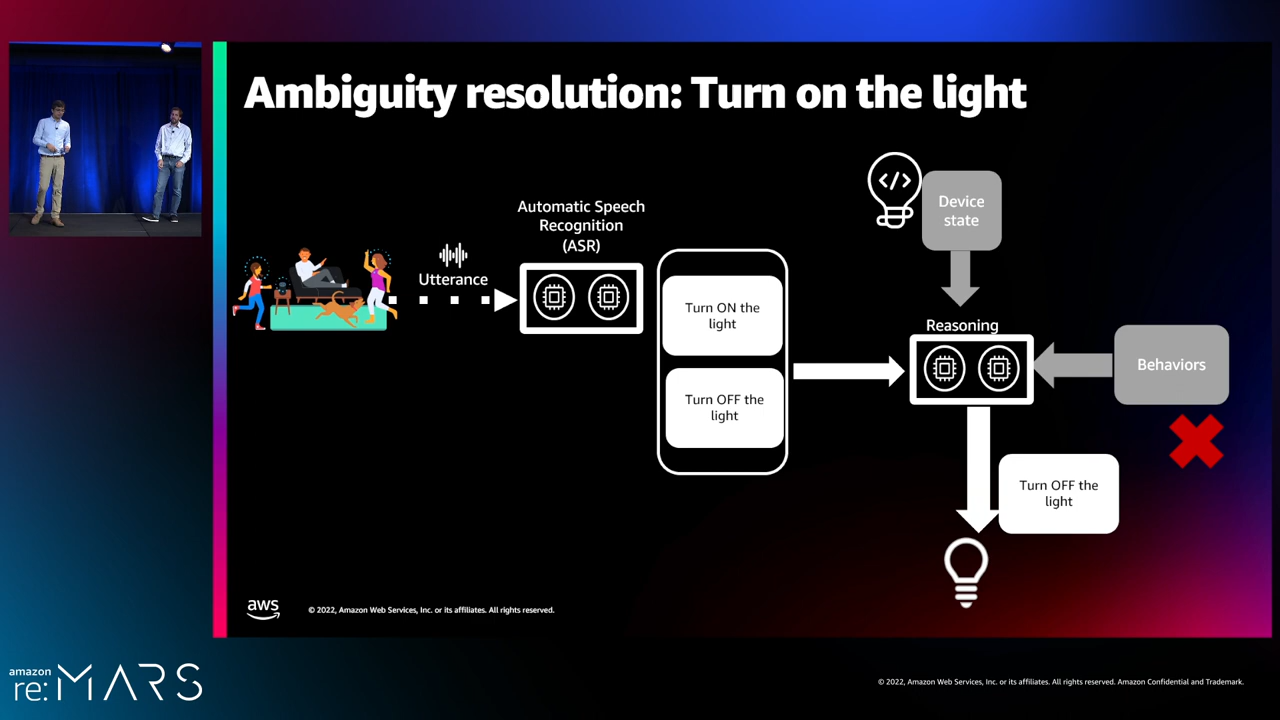 Ambiguity resolution: Turn on the light
Automatic Speech
Recognition
(ASR)
Utterance
Turn ON the
light
Turn OFF the
light
</>
Device
state
Reasoning
Behaviors
Turn OFF the
light
aws
© 2022, Amazon Web Services, Inc. or its affiliates. All rights reserved.
amazon
re:MARS
© 2022, Amazon Web Services, Inc. or its affiliates. All rights reserved. Amazon Confidential and Trademark.